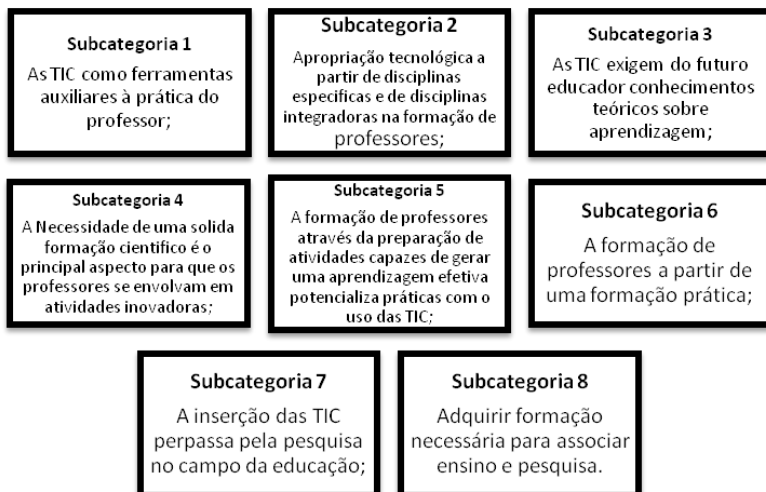 Subcategoria 1
As TIC como ferramentas
auxiliares à prática do
professor;
Subcategoria 2
Apropriação tecnológica a
partir de disciplinas
especificas e de disciplinas
integradoras na formação de
professores;
Subcategoria 3
As TIC exigem do futuro
educador conhecimentos
teóricos sobre
aprendizagem;
Subcategoria 4
A Necessidade de uma solida
formação cientifico é o
principal aspecto para que os
professores se envolvam em
atividades inovadoras;
Subcategoria 5
A formação de professores
através da preparação de
atividades capazes de gerar
uma aprendizagem efetiva
potencializa práticas com o
uso das TIC;
Subcategoria 6
A formação de
professores a partir de
uma formação prática;
Subcategoria 7
A inserção das TIC
perpassa pela pesquisa
no campo da educação;
Subcategoria 8
Adquirir formação
necessária para associar
ensino e pesquisa.